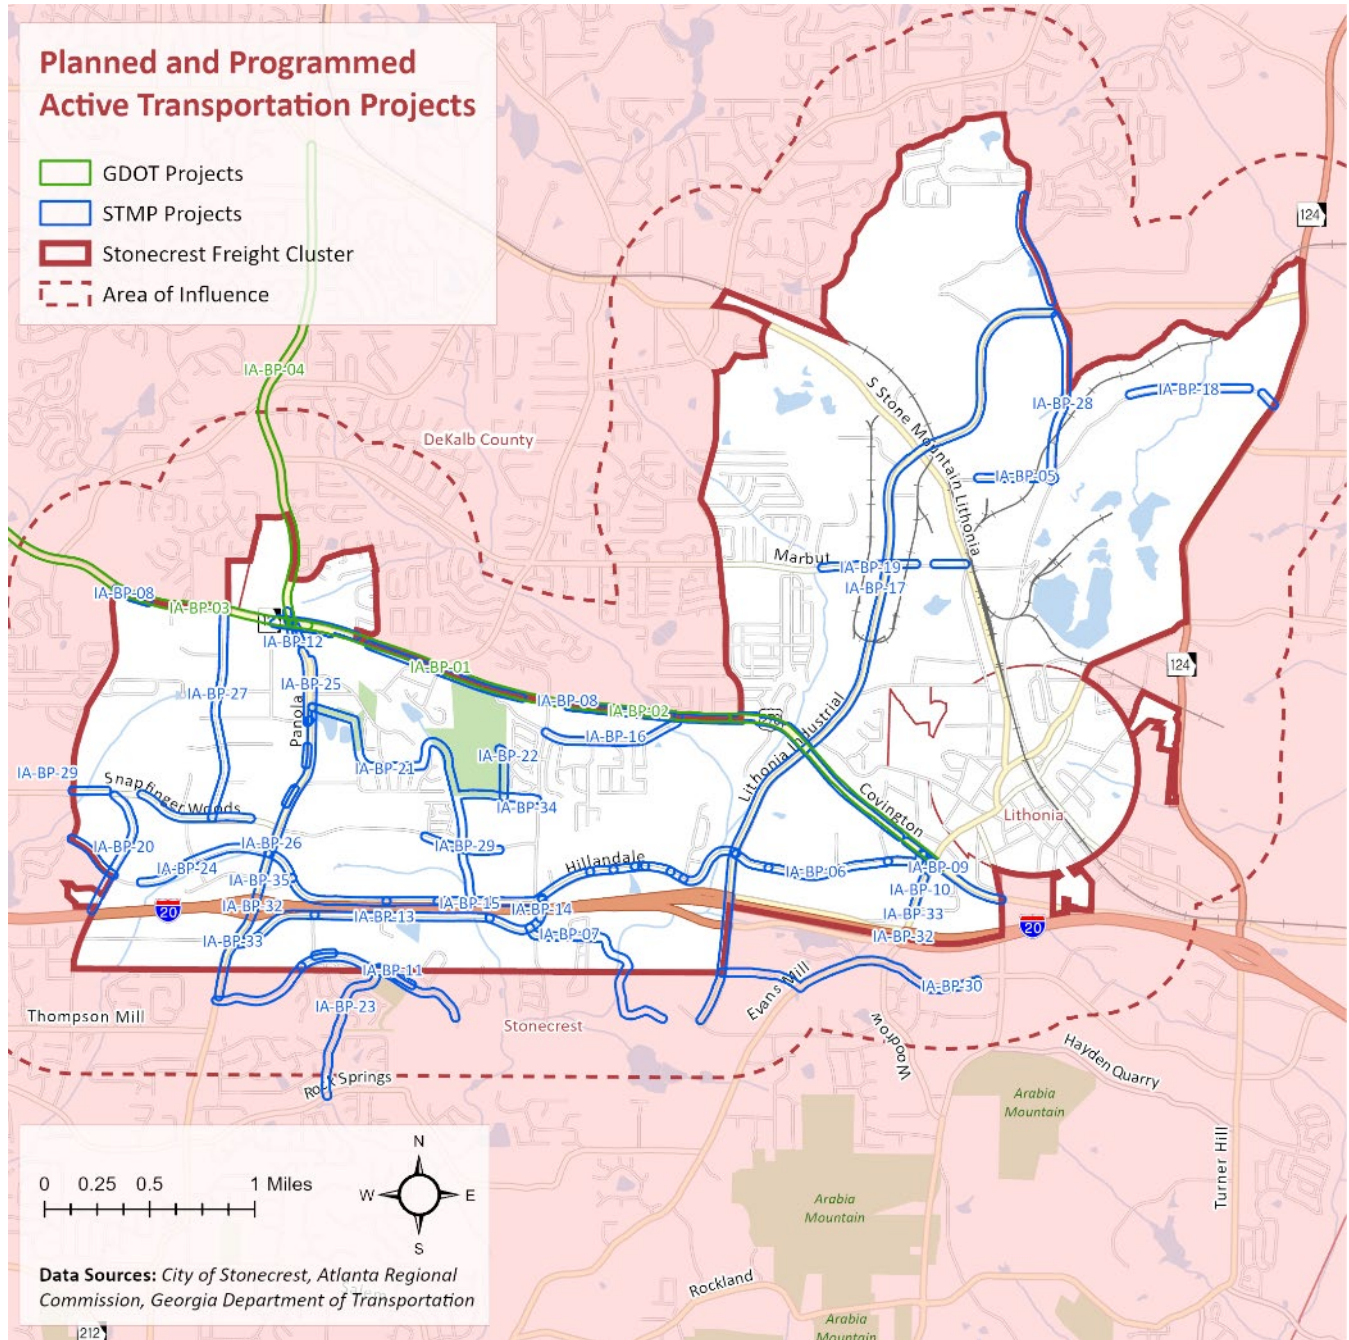 Planned and Programmed
Active Transportation Projects
GDOT Projects
STMP Projects
Stonecrest Freight Cluster
Area of Influence
124
IA-BP-04
S Stone Mountain Lithonia
IA-BP-18
IA-BP-28
DeKalb County
IA-BP-05
Marbut
IA-BP-19
IA-BP-17
IA-BP-08
IA-BP-03
IA-BP-12
IA-BP-01
124
IA-BP-25
IA-BP-27
IA-BP-08
IA-BP-02
Panola
IA-BP-16
Lithonia Industrial
IA-BP-22
IA-BP-21
IA-BP-29
Snapfinger Woods
IA-BP-34
Covington
Lithonia
IA-BP-20
IA-BP-26
IA-BP-29
Hillandale
IA-BP-24
IA-BP-06
IA-BP-09
IA-BP-35
IA-BP-10
IA-BP-32
IA-BP-15
IA-BP-14
20
IA-BP-13
IA-BP-33
20
IA-BP-33
IA-BP-07
IA-BP-32
IA-BP-11
Evans Mill
IA-BP-30
IA-BP-23
Thompson Mill
Stonecrest
Woodrow
Hayden Quarry
Rock Springs
Arabia
Mountain
N
0 0.25 0.5 1 Miles
W E
S
Turner Hill
Arabia
Mountain
Data Sources: City of Stonecrest, Atlanta Regional
Commission, Georgia Department of Transportation
Rockland
Arabia
Mountain
212